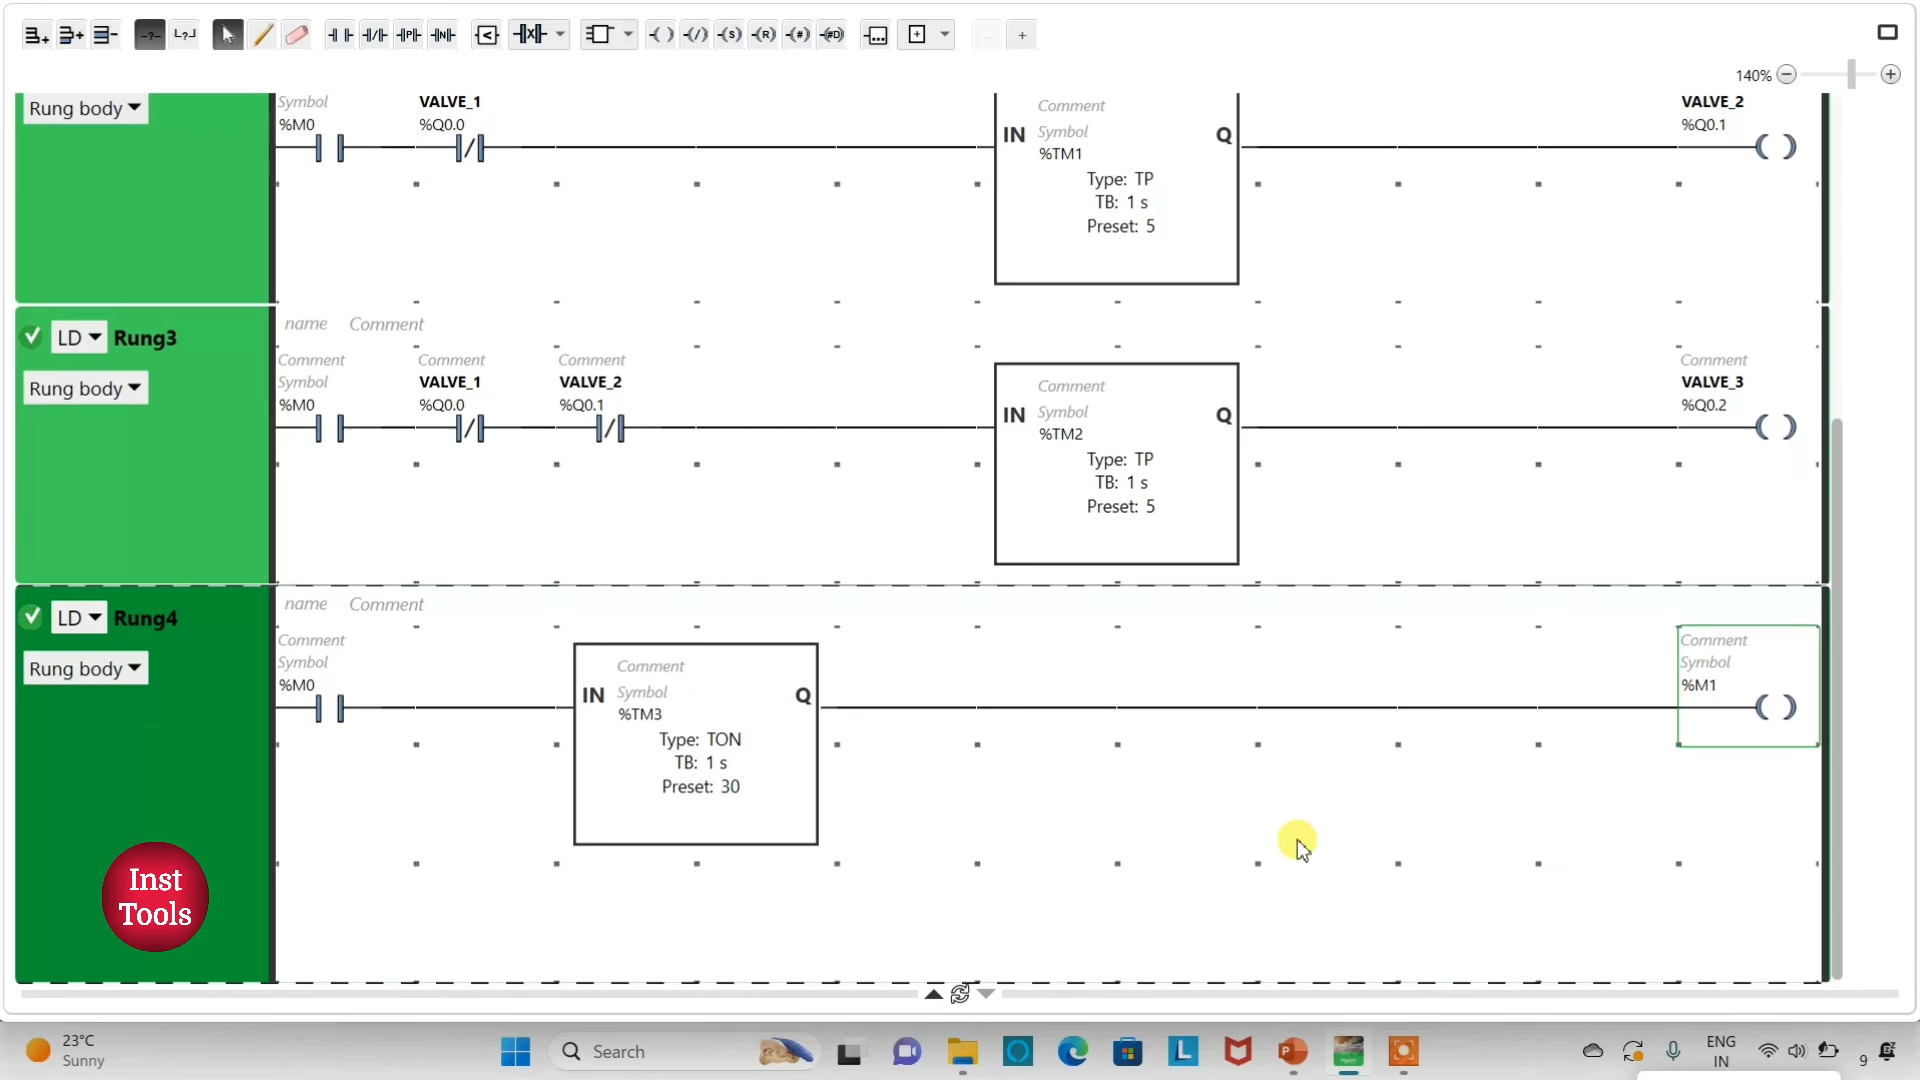 140%
Rung body
Symbol
%M0
VALVE_1
%Q0.0
Comment
IN Symbol Q
%TM1
Type: TP
TB: 1 s
Preset: 5
VALVE_2
%Q0.1
LD Rung3
name Comment
Rung body
Comment
Symbol
%M0
Comment
VALVE_1
%Q0.0
Comment
VALVE_2
%Q0.1
Comment
IN Symbol Q
%TM2
Type: TP
TB: 1 s
Preset: 5
Comment
VALVE_3
%Q0.2
LD Rung4
name Comment
Rung body
Comment
Symbol
%M0
Comment
IN Symbol Q
%TM3
Type: TON
TB: 1 s
Preset: 30
Comment
Symbol
%M1
Inst
Tools
23°C
Sunny
Search
ENG
IN
9